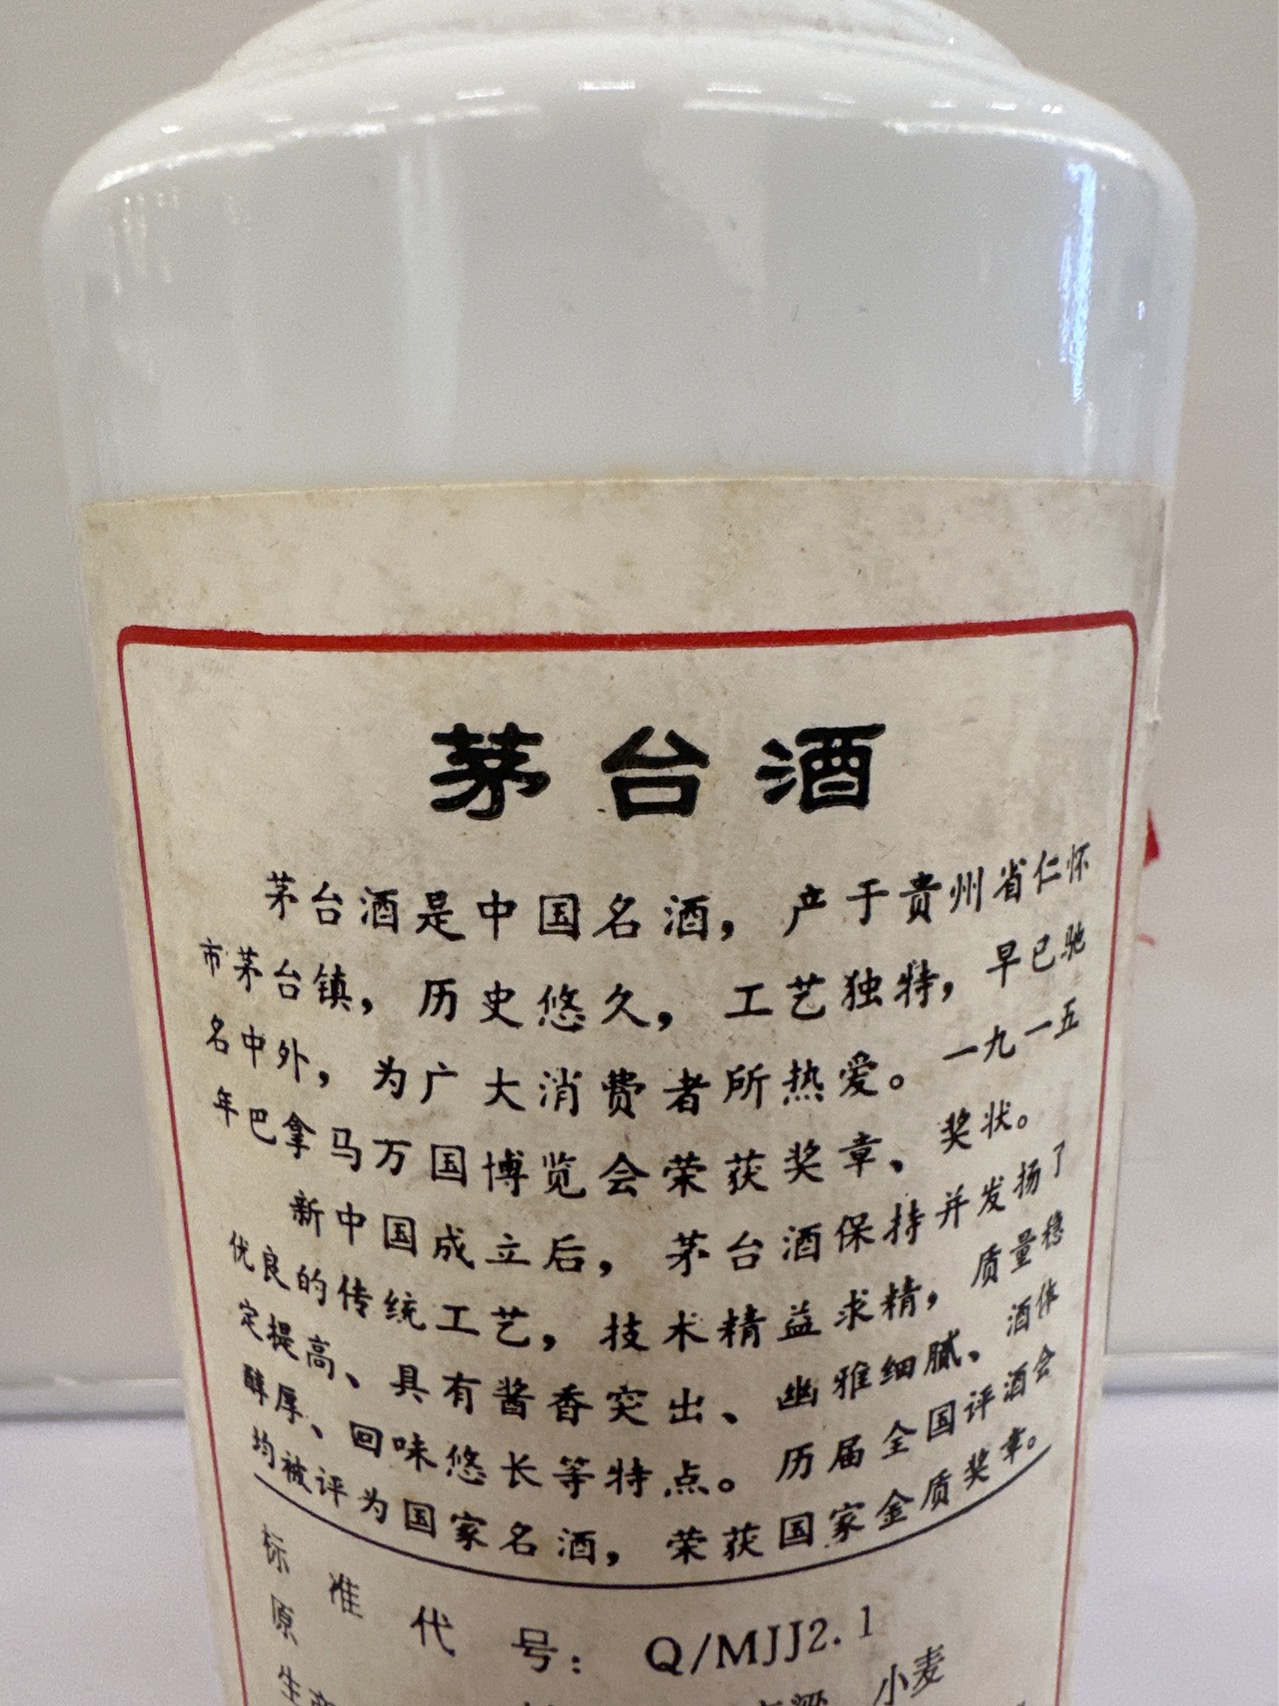 茅台酒
茅台酒是中国名酒，产于贵州省仁怀
市茅台镇，历史悠久，工艺独特，早已驰
名中外，为广大消费者所热爱。一九一五
年巴拿马万国博览会荣获奖章、奖状。
新中国成立后，茅台酒保持并发扬了
优良的传统工艺，技术精益求精，质量稳
定提高、具有酱香突出、幽雅细腻、酒体
醇厚、回味悠长等特点。历届全国评酒会
均被评为国家名酒，荣获国家金质奖章。
标准代号：Q/MJJ2.1
原 小麦
生